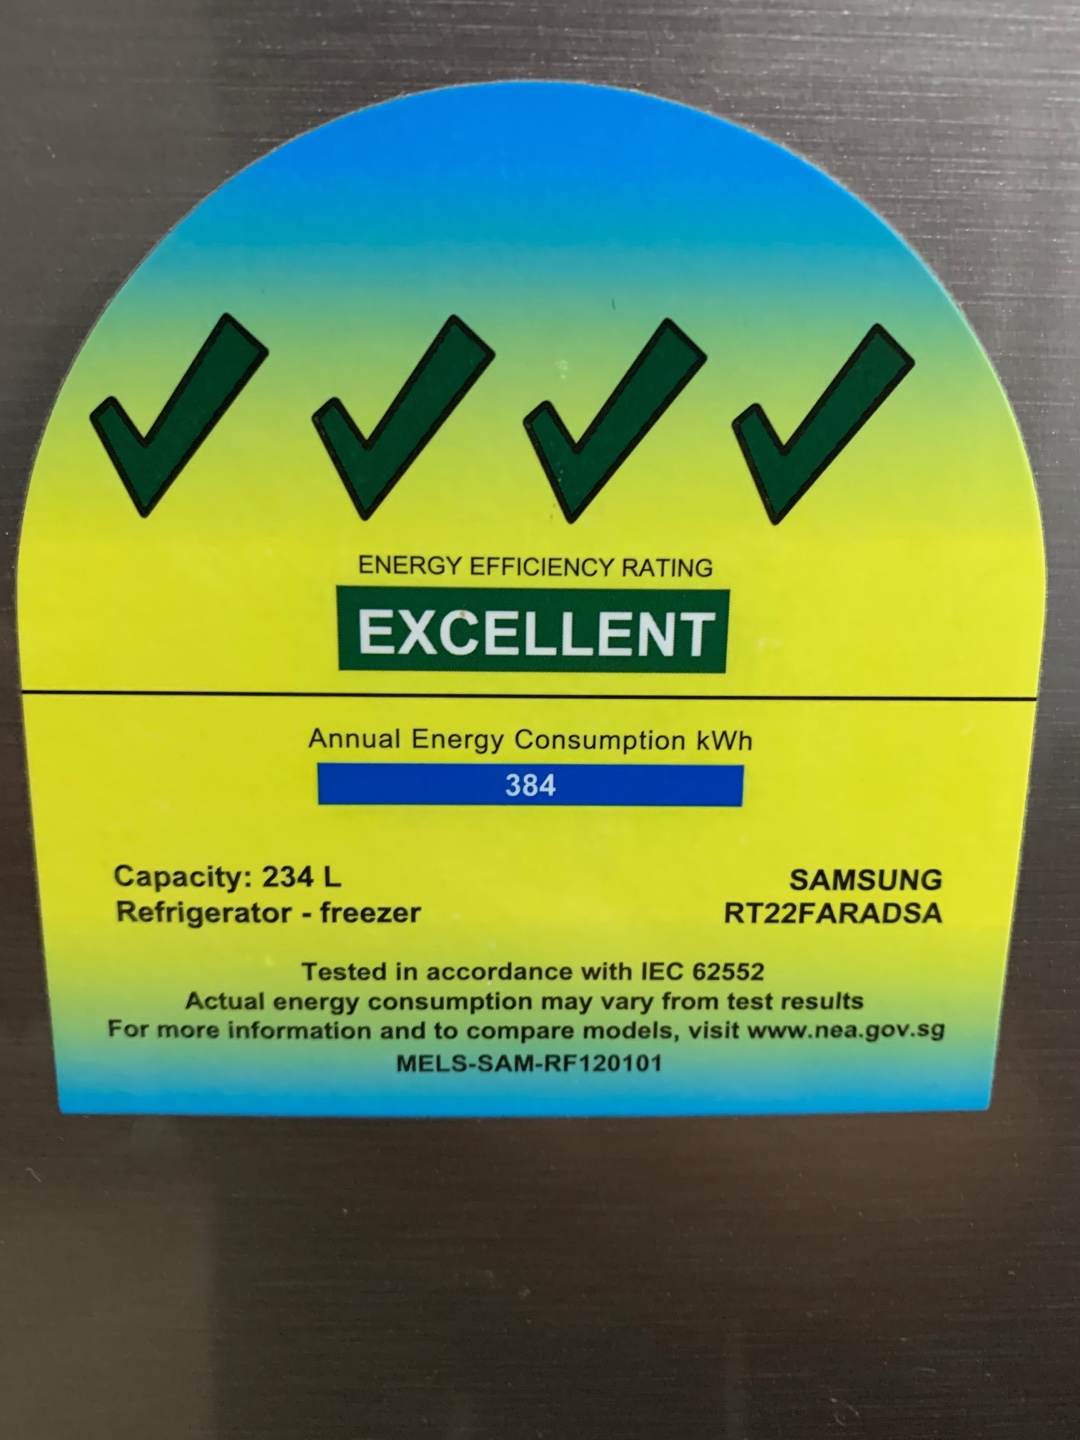 ENERGY EFFICIENCY RATING
EXCELLENT
Annual Energy Consumption kWh
384
Capacity: 234 L
Refrigerator - freezer
SAMSUNG
RT22FARADSA
Tested in accordance with IEC 62552
Actual energy consumption may vary from test results
For more information and to compare models, visit www.nea.gov.sg
MELS-SAM-RF120101